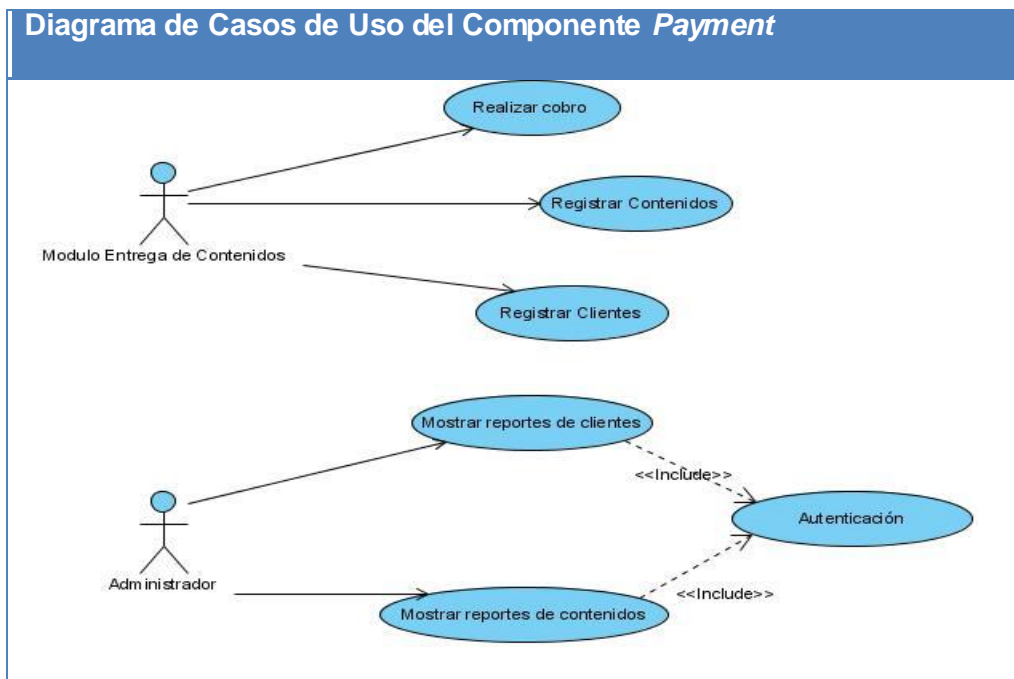 Diagrama de Casos de Uso del Componente Payment
Realizar cobro
Registrar Contenidos
Modulo Entrega de Contenidos
Registrar Clientes
Mostrar reportes de clientes
<<Include>>
Autenticación
Administrador
<<Include>>
Mostrar reportes de contenidos